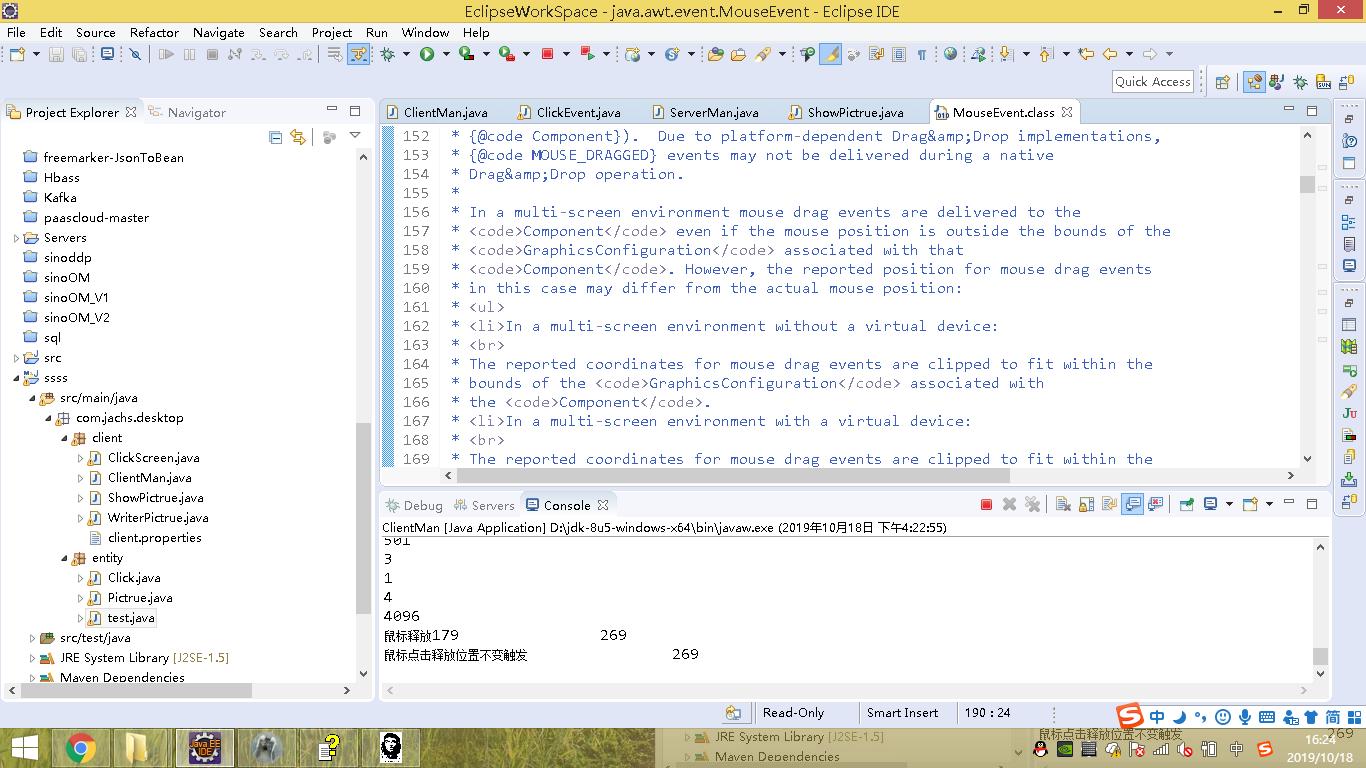 EclipseWorkSpace - java.awt.event.MouseEvent - Eclipse IDE
File Edit Source Refactor Navigate Search Project Run Window Help
Quick Access
Project Explorer Navigator
freemarker-JsonToBean
Hbass
Kafka
paascloud-master
Servers
sinoddp
sinoOM
sinoOM_V1
sinoOM_V2
sql
src
ssss
src/main/java
com.jachs.desktop
client
ClickScreen.java
ClientMan.java
ShowPictrue.java
WriterPictrue.java
client.properties
entity
Click.java
Pictrue.java
test.java
src/test/java
JRE System Library [J2SE-1.5]
Maven Dependencies
ClientMan.java ClickEvent.java ServerMan.java ShowPictrue.java MouseEvent.class
152 * {@code Component}). Due to platform-dependent Drag&amp;Drop implementations,
153 * {@code MOUSE_DRAGGED} events may not be delivered during a native
154 * Drag&amp;Drop operation.
155 *
156 * In a multi-screen environment mouse drag events are delivered to the
157 * <code>Component</code> even if the mouse position is outside the bounds of the
158 * <code>GraphicsConfiguration</code> associated with that
159 * <code>Component</code>. However, the reported position for mouse drag events
160 * in this case may differ from the actual mouse position:
161 * <ul>
162 * <li>In a multi-screen environment without a virtual device:
163 * <br>
164 * The reported coordinates for mouse drag events are clipped to fit within the
165 * bounds of the <code>GraphicsConfiguration</code> associated with
166 * the <code>Component</code>.
167 * <li>In a multi-screen environment with a virtual device:
168 * <br>
169 * The reported coordinates for mouse drag events are clipped to fit within the
Debug Servers Console
ClientMan [Java Application] D:\jdk-8u5-windows-x64\bin\javaw.exe (2019年10月18日 下午4:22:55)
501
3
1
4
4096
鼠标释放179 269
鼠标点击释放位置不变触发 269
Read-Only Smart Insert 190 : 24
中 简
JRE System Library [J2SE-1.5]
Maven Dependencies
鼠标点击释放位置不变触发 269
Java EE
IDE
中
16:24
2019/10/18